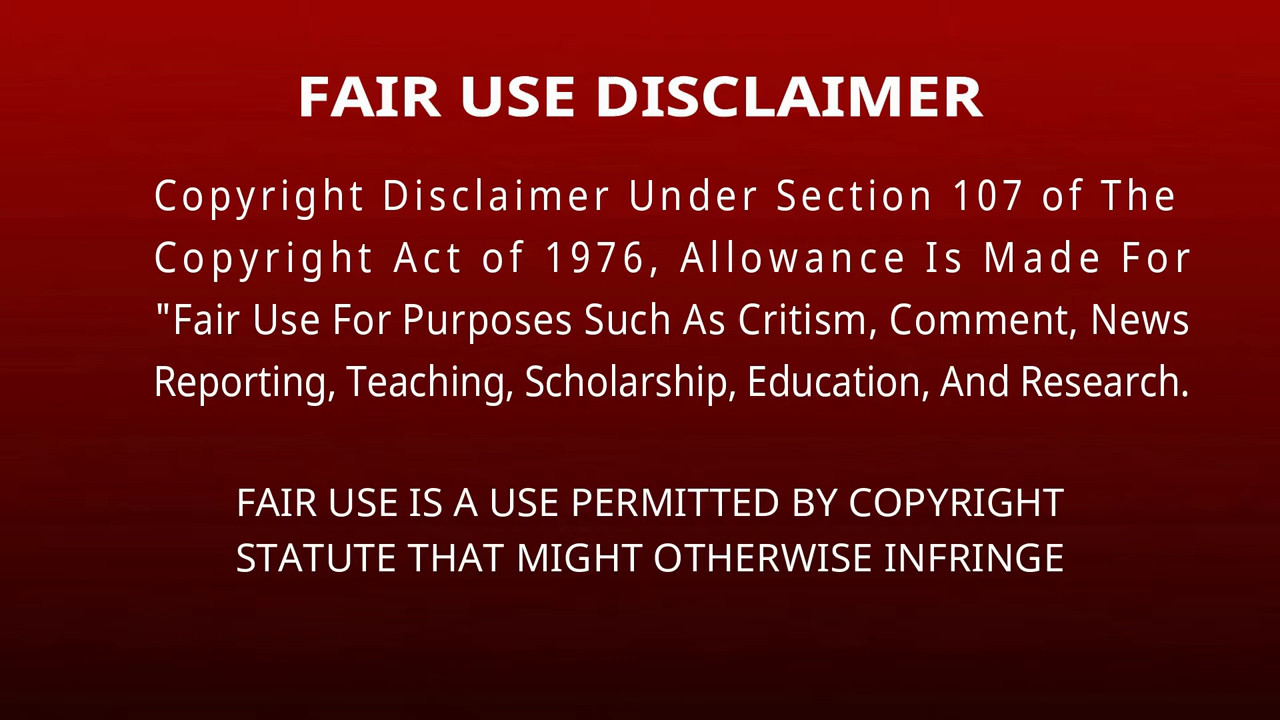 FAIR USE DISCLAIMER
Copyright Disclaimer Under Section 107 of The
Copyright Act of 1976, Allowance Is Made For
"Fair Use For Purposes Such As Critism, Comment, News
Reporting, Teaching, Scholarship, Education, And Research.
FAIR USE IS A USE PERMITTED BY COPYRIGHT
STATUTE THAT MIGHT OTHERWISE INFRINGE